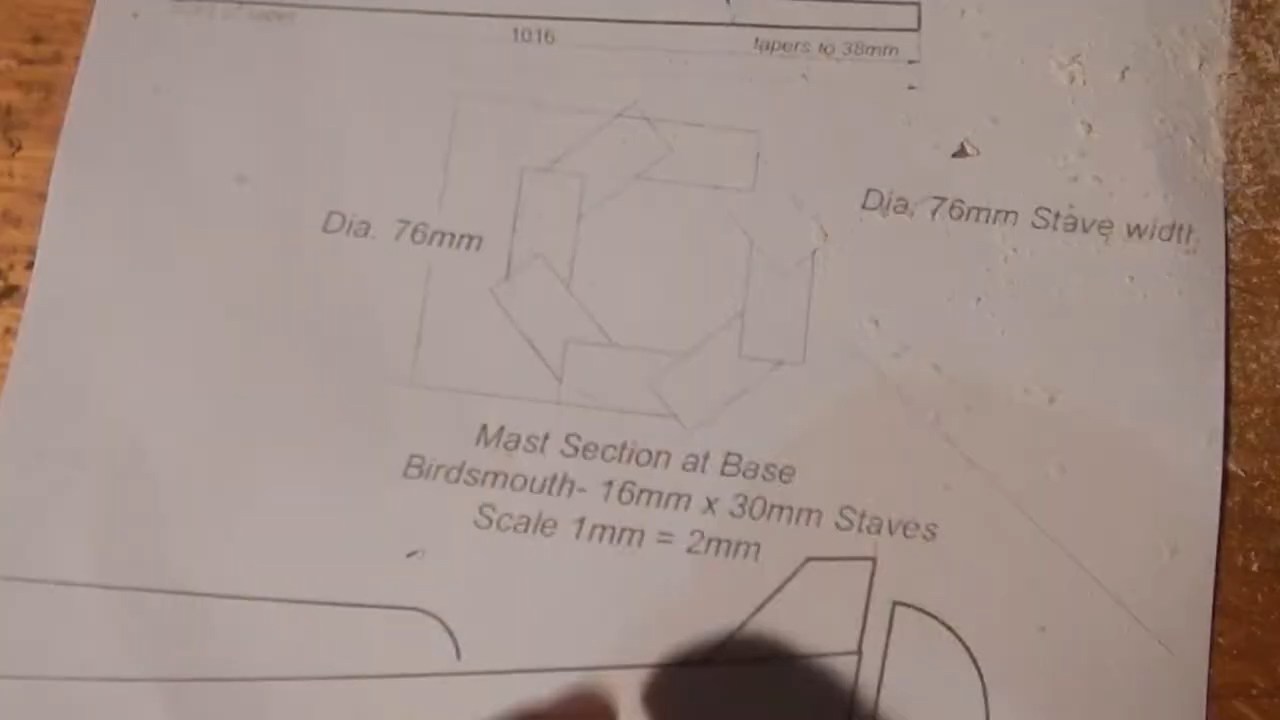 1016
tapers to 38mm
Dia. 76mm Stave width
Dia. 76mm
Mast Section at Base
Birdsmouth- 16mm x 30mm Staves
Scale 1mm = 2mm